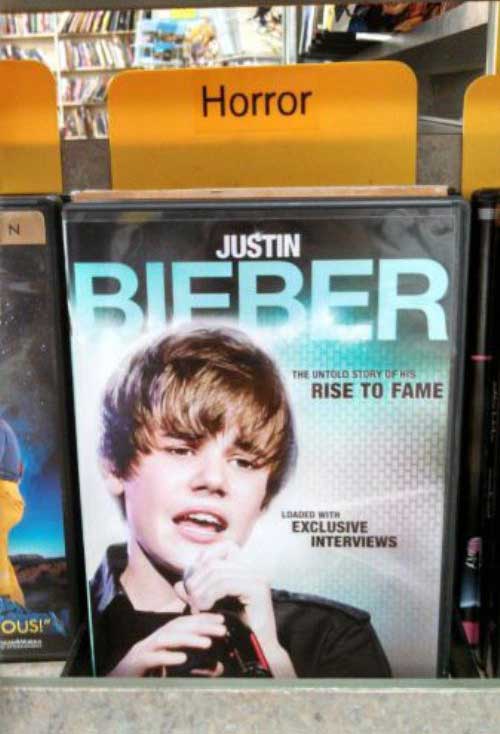 Horror
N
JUSTIN
BIEBER
THE UNTOLD STORY OF HIS
RISE TO FAME
LOADED WITH
EXCLUSIVE
INTERVIEWS
OUS!"